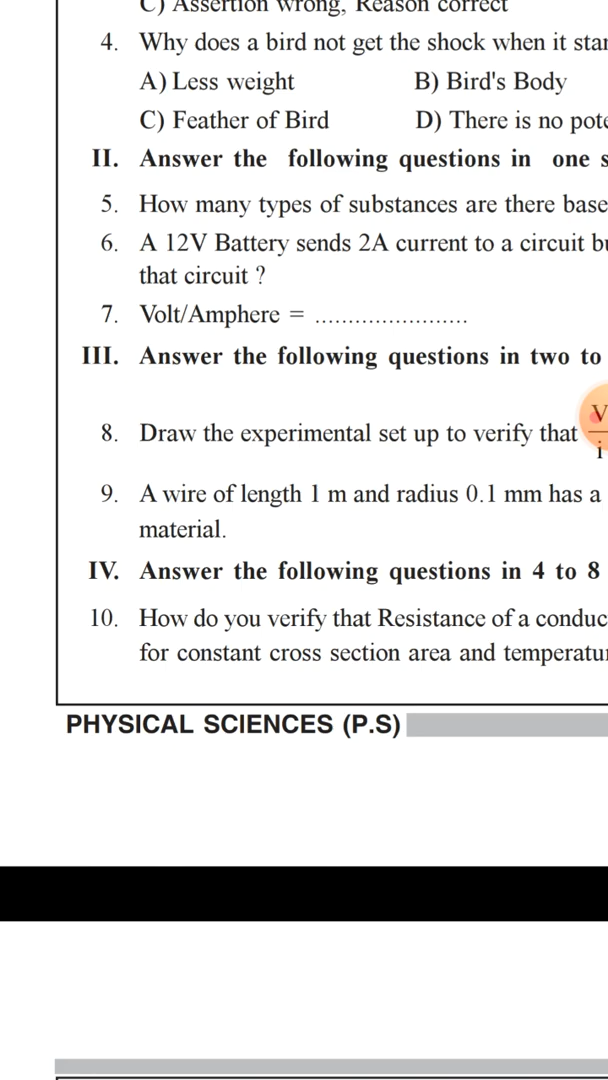 C) Assertion wrong, Reason correct
4. Why does a bird not get the shock when it
A) Less weight B) Bird's Body
C) Feather of Bird D) There is no
II. Answer the following questions in one
5. How many types of substances are there
6. A 12V Battery sends 2A current to a circuit
that circuit ?
7. Volt/Amphere = .......................
III. Answer the following questions in two to
8. Draw the experimental set up to verify that V
i
9. A wire of length 1 m and radius 0.1 mm has a
material.
IV. Answer the following questions in 4 to 8
10. How do you verify that Resistance of a
for constant cross section area and
PHYSICAL SCIENCES (P.S)